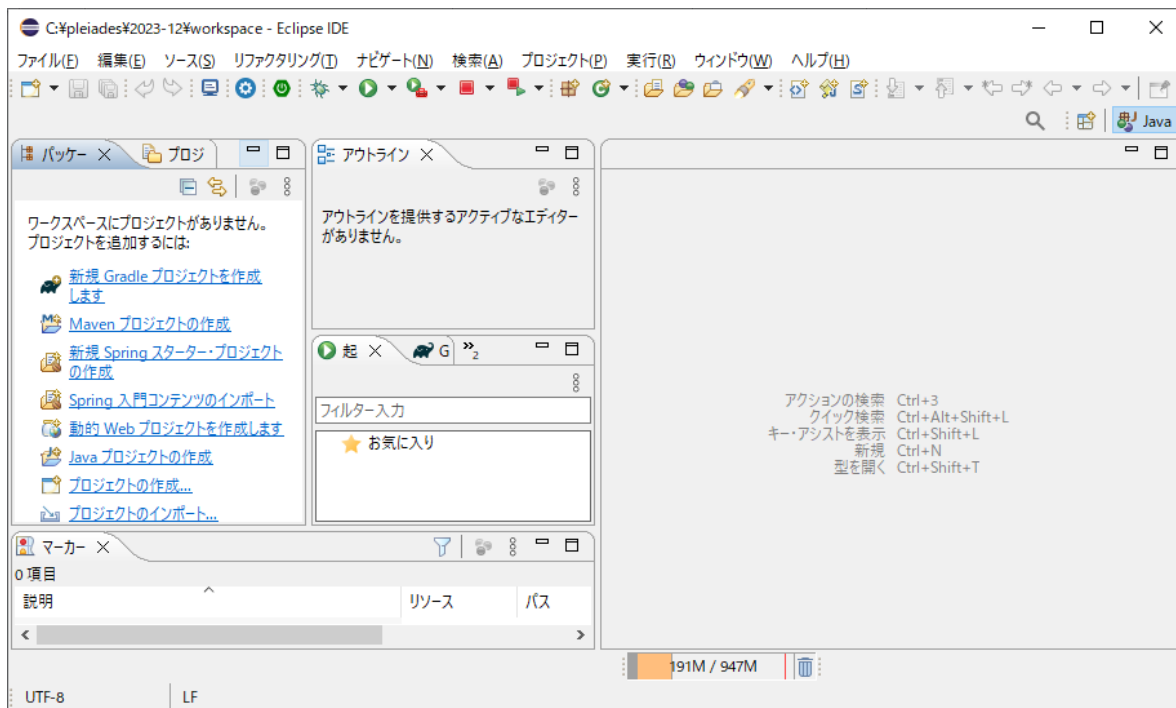 C:¥pleiades¥2023-12¥workspace - Eclipse IDE
ファイル(F) 編集(E) ソース(S) リファクタリング(T) ナビゲート(N) 検索(A) プロジェクト(P) 実行(R) ウィンドウ(W) ヘルプ(H)
Java
パッケー プロジ
ワークスペースにプロジェクトがありません。
プロジェクトを追加するには:
新規 Gradle プロジェクトを作成
します
Maven プロジェクトの作成
新規 Spring スターター・プロジェクト
の作成
Spring 入門コンテンツのインポート
動的 Web プロジェクトを作成します
Java プロジェクトの作成
プロジェクトの作成...
プロジェクトのインポート...
アウトライン
アウトラインを提供するアクティブなエディター
がありません。
起 G »2
フィルター入力
お気に入り
アクションの検索 Ctrl+3
クイック検索 Ctrl+Alt+Shift+L
キー・アシストを表示 Ctrl+Shift+L
新規 Ctrl+N
型を開く Ctrl+Shift+T
マーカー
0 項目
説明 リソース パス
191M / 947M
UTF-8 LF